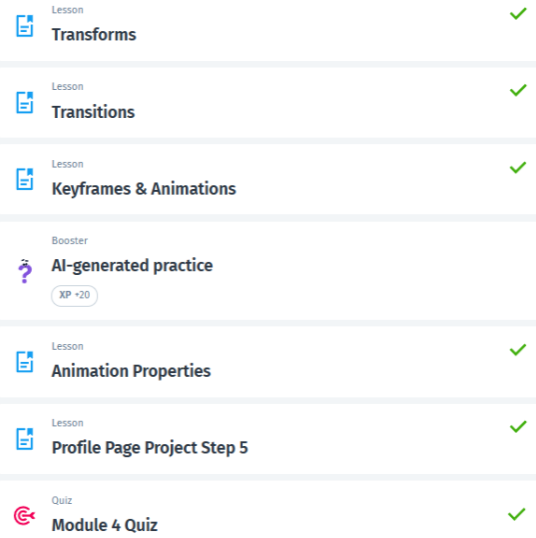 Lesson
Transforms
Lesson
Transitions
Lesson
Keyframes & Animations
Booster
AI-generated practice
XP +20
Lesson
Animation Properties
Lesson
Profile Page Project Step 5
Quiz
Module 4 Quiz